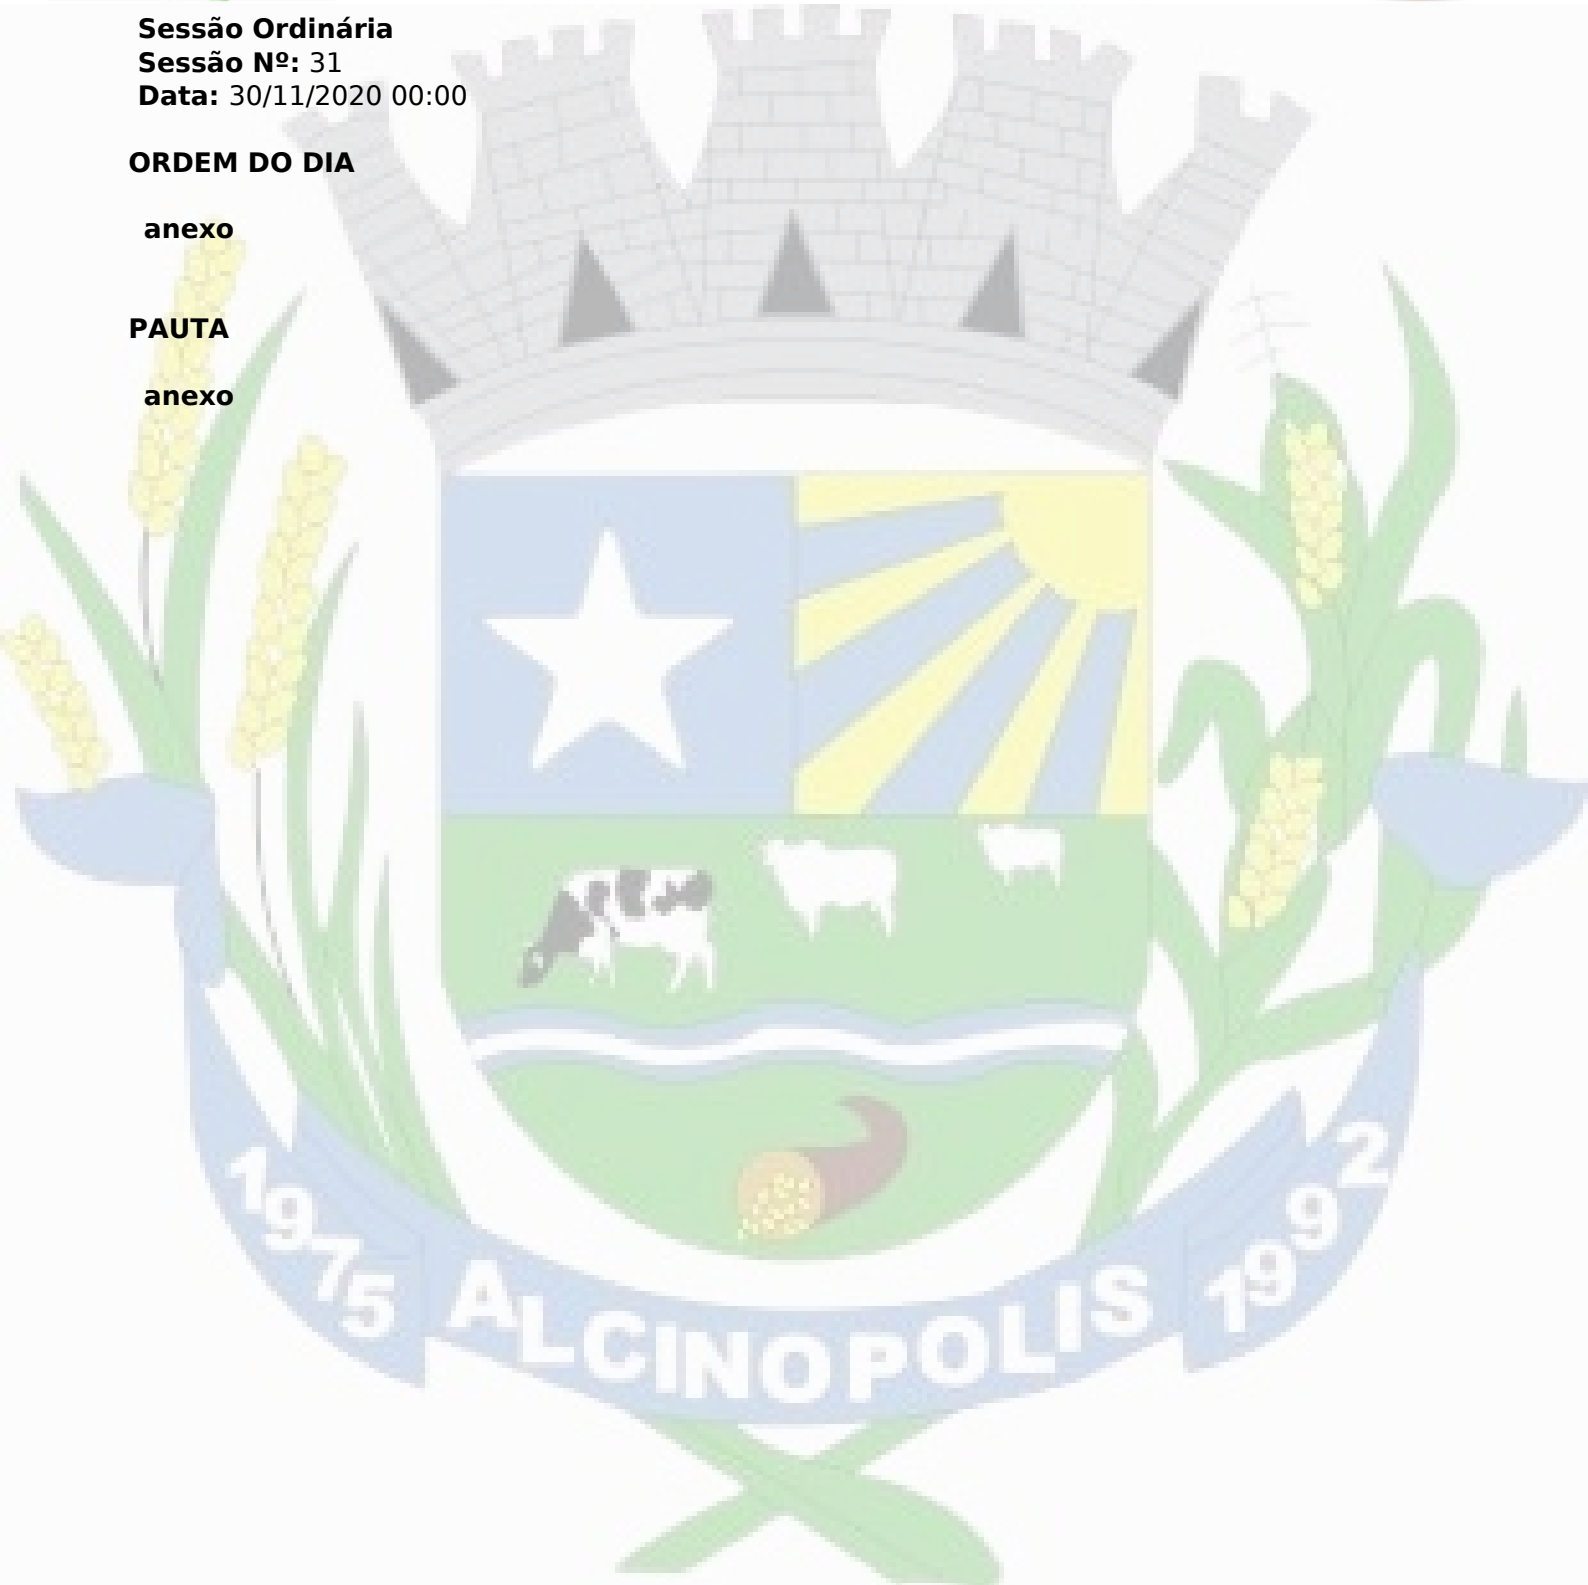 Sessão Ordinária
Sessão Nº: 31
Data: 30/11/2020 00:00
ORDEM DO DIA
anexo
PAUTA
anexo
1975 ALCINOPOLIS 1992